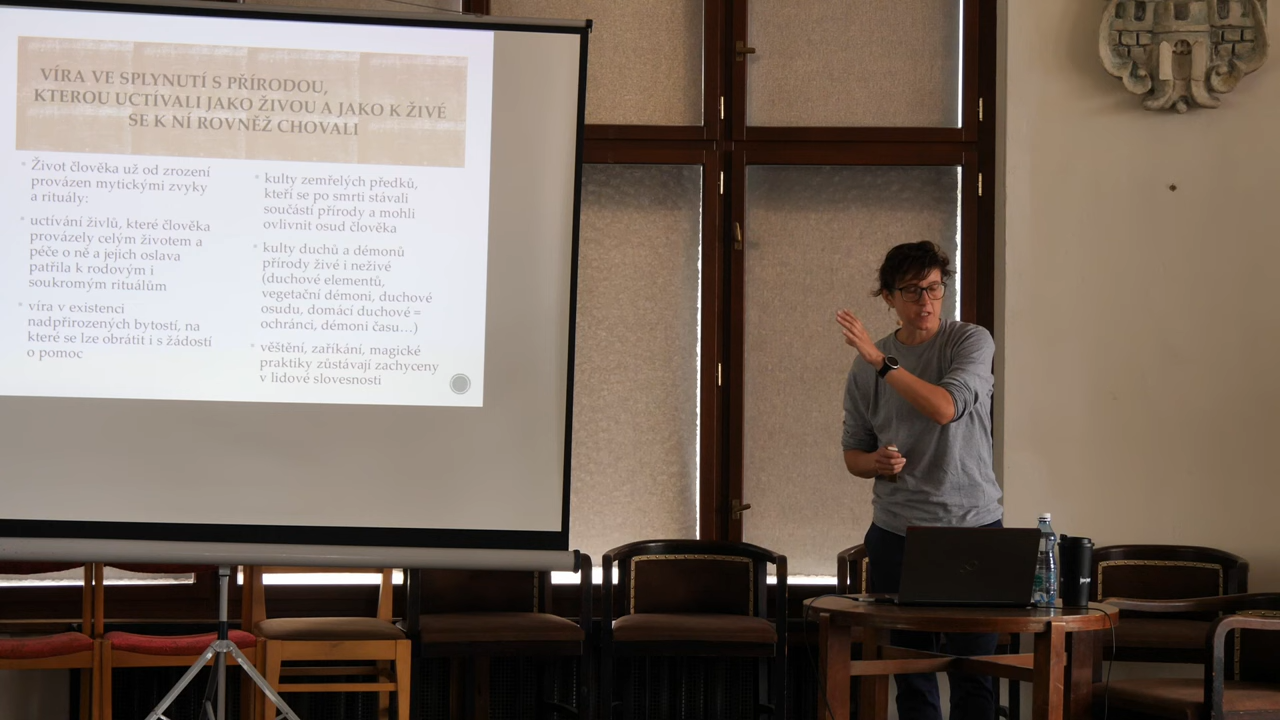 VÍRA VE SPLYNUTÍ S PŘÍRODOU,
KTEROU UCTÍVALI JAKO ŽIVOU A JAKO K ŽIVÉ
SE K NÍ ROVNĚŽ CHOVALI
• Život člověka už od zrození
provázen mytickými zvyky
a rituály:
• uctívání živlů, které člověka
provázely celým životem a
péče o ně a jejich oslava
patřila k rodovým i
soukromým rituálům
• víra v existenci
nadpřirozených bytostí, na
které se lze obrátit i s žádostí
o pomoc
• kulty zemřelých předků,
kteří se po smrti stávali
součástí přírody a mohli
ovlivnit osud člověka
• kulty duchů a démonů
přírody živé i neživé
(duchové elementů,
vegetační démoni, duchové
osudu, domácí duchové =
ochránci, démoni času…)
• věštění, zaříkání, magické
praktiky zůstávají zachyceny
v lidové slovesnosti